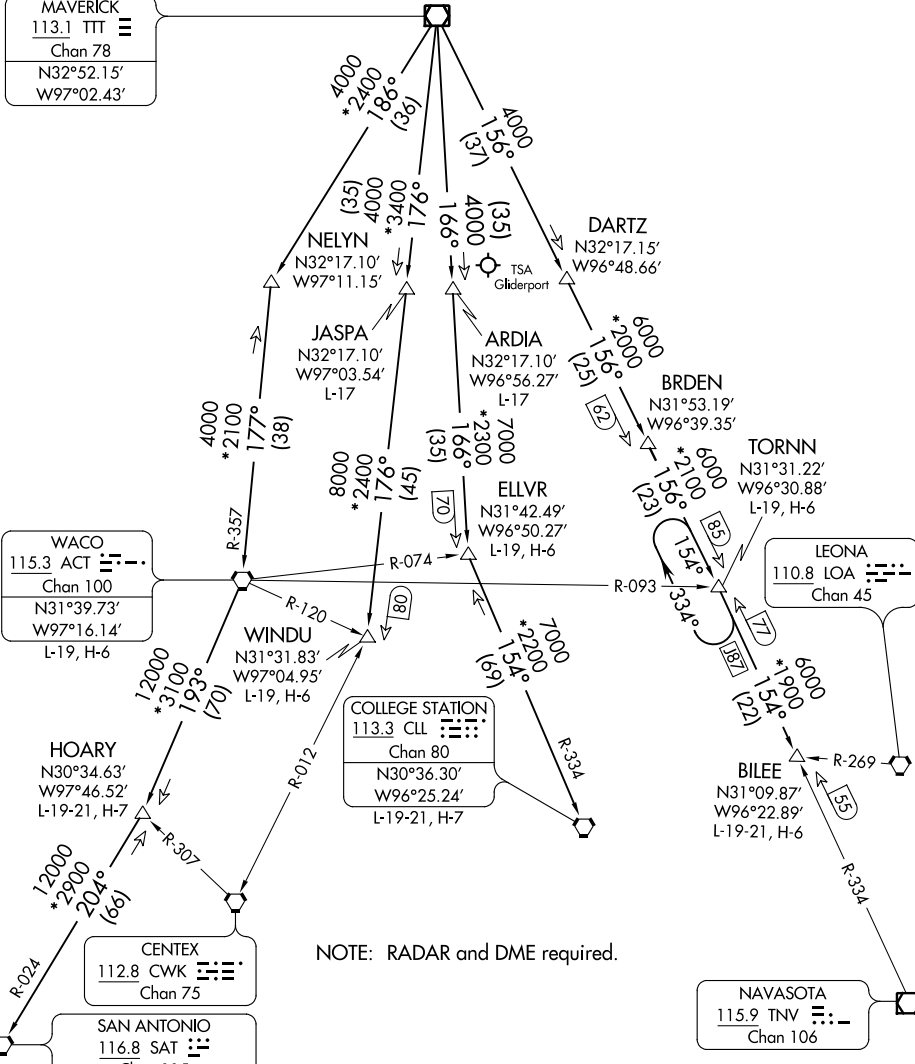 MAVERICK
113.1 TTT
Chan 78
N32°52.15’
W97°02.43’
4000
*2400
186°
(36)
(35)
4000
*3400
176°
(35)
4000
166°
4000
156°
(37)
NELYN
N32°17.10’
W97°11.15’
TSA
Gliderport
DARTZ
N32°17.15’
W96°48.66’
JASPA
N32°17.10’
W97°03.54’
L-17
ARDIA
N32°17.10’
W96°56.27’
L-17
6000
*2000
156°
(25)
62
BRDEN
N31°53.19’
W96°39.35’
4000
*2100
177°
(38)
R-357
8000
*2400
176°
(45)
7000
*2300
166°
(35)
70
ELLVR
N31°42.49’
W96°50.27’
L-19, H-6
6000
*2100
156°
(23)
85
TORNN
N31°31.22’
W96°30.88’
L-19, H-6
154°
334°
WACO
115.3 ACT
Chan 100
N31°39.73’
W97°16.14’
L-19, H-6
R-074
R-093
R-120
80
WINDU
N31°31.83’
W97°04.95’
L-19, H-6
LEONA
110.8 LOA
Chan 45
77
J87
6000
*1900
154°
(22)
7000
*2200
154°
(69)
R-334
12000
*3100
193°
(70)
COLLEGE STATION
113.3 CLL
Chan 80
N30°36.30’
W96°25.24’
L-19-21, H-7
HOARY
N30°34.63’
W97°46.52’
L-19-21, H-7
R-012
R-307
R-269
BILEE
N31°09.87’
W96°22.89’
L-19-21, H-6
55
R-334
12000
*2900
204°
(66)
R-024
CENTEX
112.8 CWK
Chan 75
NOTE: RADAR and DME required.
NAVASOTA
115.9 TNV
Chan 106
SAN ANTONIO
116.8 SAT